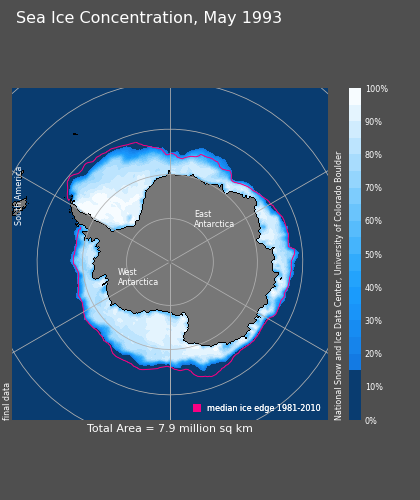 Sea Ice Concentration, May 1993
South America
East
Antarctica
West
Antarctica
median ice edge 1981-2010
final data
National Snow and Ice Data Center, University of Colorado Boulder
100%
90%
80%
70%
60%
50%
40%
30%
20%
10%
0%
Total Area = 7.9 million sq km